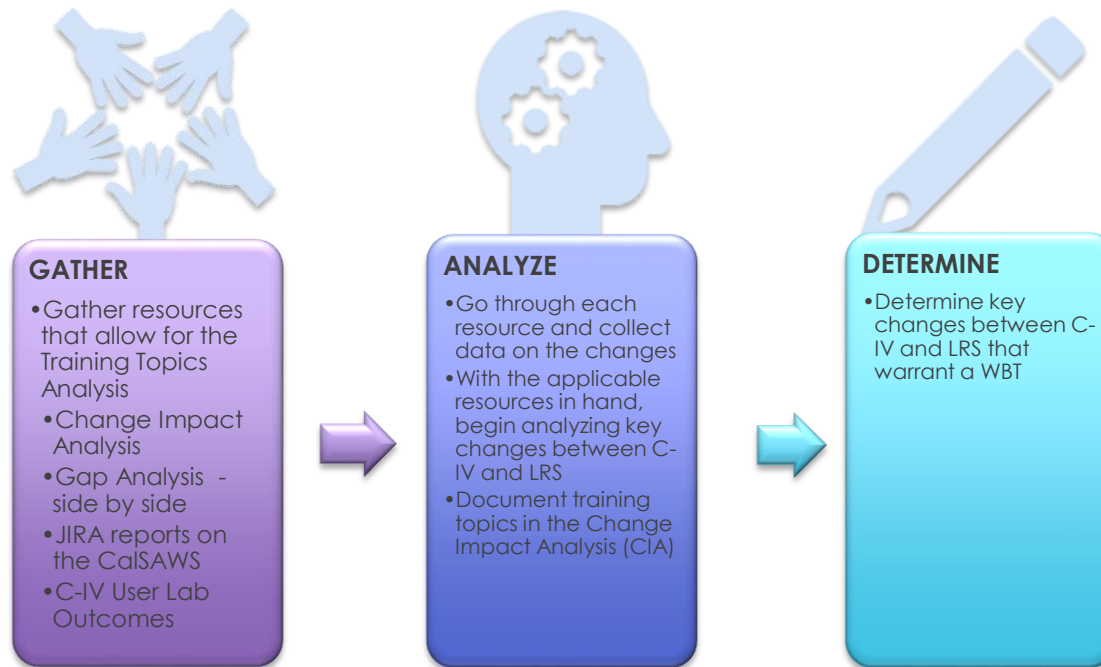 GATHER
•Gather resources
that allow for the
Training Topics
Analysis
•Change Impact
Analysis
•Gap Analysis -
side by side
•JIRA reports on
the CalSAWS
•C-IV User Lab
Outcomes
ANALYZE
•Go through each
resource and collect
data on the changes
•With the applicable
resources in hand,
begin analyzing key
changes between C-
IV and LRS
•Document training
topics in the Change
Impact Analysis (CIA)
DETERMINE
•Determine key
changes between C-
IV and LRS that
warrant a WBT